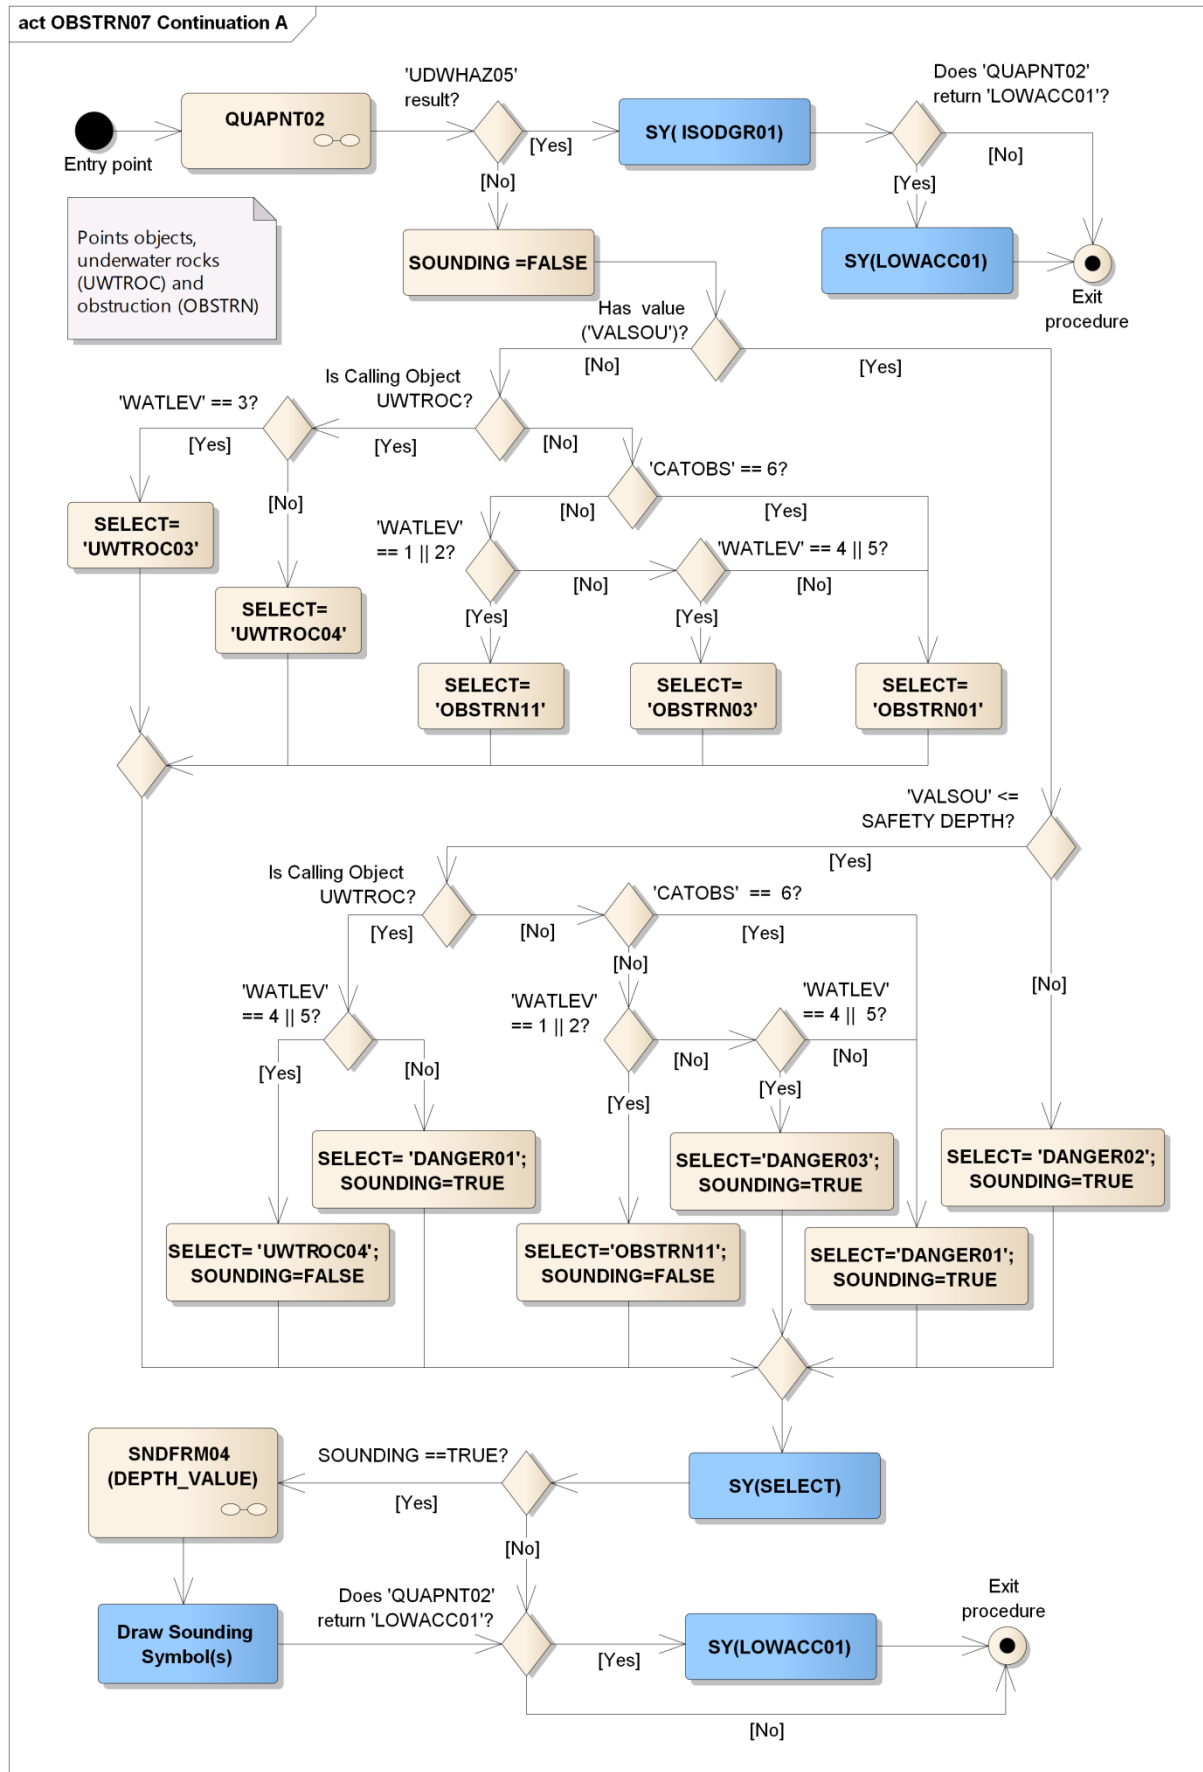 act OBSTRN07 Continuation A
'UDWHAZ05'
result?
Does 'QUAPNT02'
return 'LOWACC01'?
QUAPNT02
SY( ISODGR01)
Entry point
[Yes]
[No]
[No]
[Yes]
Points objects,
underwater rocks
(UWTROC) and
obstruction (OBSTRN)
SOUNDING =FALSE
SY(LOWACC01)
Exit
procedure
Has value
('VALSOU')?
[No]
[Yes]
Is Calling Object
UWTROC?
'WATLEV' == 3?
[Yes]
[Yes]
[No]
'CATOBS' == 6?
[No]
[No]
[Yes]
SELECT=
'UWTROC03'
'WATLEV'
== 1 || 2?
'WATLEV' == 4 || 5?
[No]
[No]
SELECT=
'UWTROC04'
[Yes]
[Yes]
SELECT=
'OBSTRN11'
SELECT=
'OBSTRN03'
SELECT=
'OBSTRN01'
'VALSOU' <=
SAFETY DEPTH?
[Yes]
Is Calling Object
UWTROC?
'CATOBS' == 6?
[Yes]
[No]
[Yes]
[No]
[No]
'WATLEV'
== 4 || 5?
'WATLEV'
== 1 || 2?
'WATLEV'
== 4 || 5?
[Yes]
[No]
[No]
[No]
[Yes]
[Yes]
SELECT= 'DANGER01';
SOUNDING=TRUE
SELECT='DANGER03';
SOUNDING=TRUE
SELECT= 'DANGER02';
SOUNDING=TRUE
SELECT= 'UWTROC04';
SOUNDING=FALSE
SELECT='OBSTRN11';
SOUNDING=FALSE
SELECT='DANGER01';
SOUNDING=TRUE
SNDFRM04
(DEPTH_VALUE)
SOUNDING ==TRUE?
[Yes]
SY(SELECT)
[No]
Does 'QUAPNT02'
return 'LOWACC01'?
Exit
procedure
Draw Sounding
Symbol(s)
[Yes]
SY(LOWACC01)
[No]